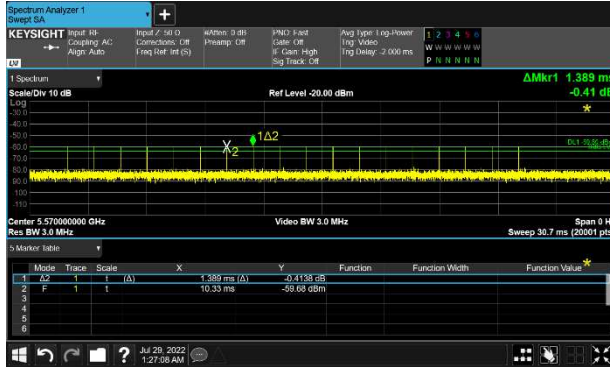 Spectrum Analyzer 1
Swept SA
KEYSIGHT Input: RF Input Z: 50 Ω #Atten: 0 dB PNO: Fast Avg Type: Log-Power 1 2 3 4 5 6
Coupling: AC Corrections: Off Preamp: Off Gate: Off Trig: Video W W W W W W
Align: Auto Freq Ref: Int (S) IF Gain: High Trig Delay: -2.000 ms
Sig Track: Off P N N N N N
1 Spectrum ΔMkr1 1.389 ms
Scale/Div 10 dB Ref Level -20.00 dBm -0.41 dB
Log
-30.0
-40.0
-50.0
1Δ2
X2
-60.0
-70.0
-80.0
-90.0
-100
-110
Center 5.570000000 GHz Video BW 3.0 MHz Span 0 H
Res BW 3.0 MHz Sweep 30.7 ms (20001 pts
5 Marker Table
Mode Trace Scale X Y Function Function Width Function Value
1 Δ2 1 t (Δ) 1.389 ms (Δ) -0.4138 dB
2 F 1 t 10.33 ms -59.68 dBm
3
4
5
6
? Jul 29, 2022
1:27:08 AM